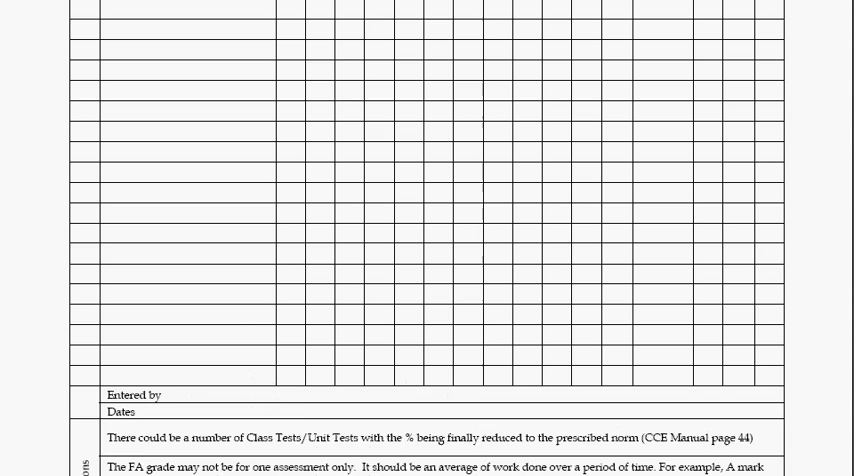 Entered by
Dates
There could be a number of Class Tests/Unit Tests with the % being finally reduced to the prescribed norm (CCE Manual page 44)
The FA grade may not be for one assessment only.  It should be an average of work done over a period of time. For example, A mark